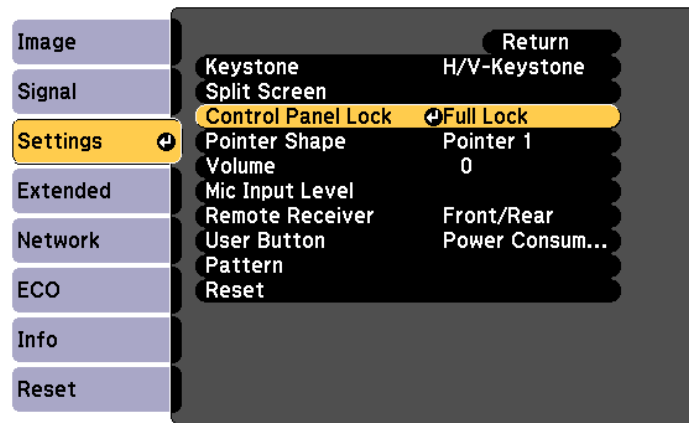 Image
Signal
Settings
Extended
Network
ECO
Info
Reset
Return
Keystone H/V-Keystone
Split Screen
Control Panel Lock Full Lock
Pointer Shape Pointer 1
Volume 0
Mic Input Level
Remote Receiver Front/Rear
User Button Power Consum...
Pattern
Reset